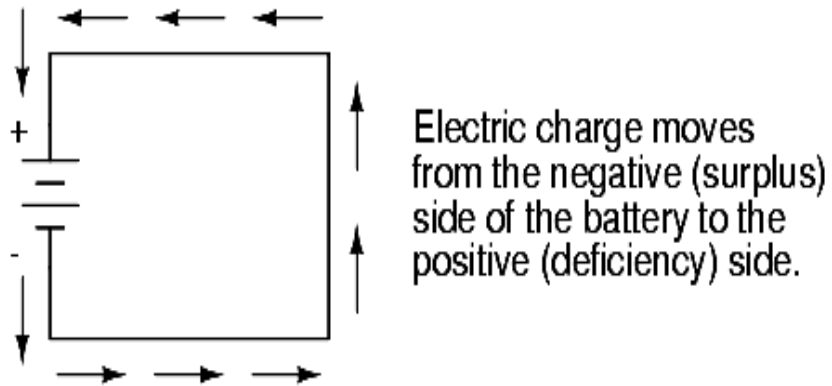 +
-
Electric charge moves
from the negative (surplus)
side of the battery to the
positive (deficiency) side.